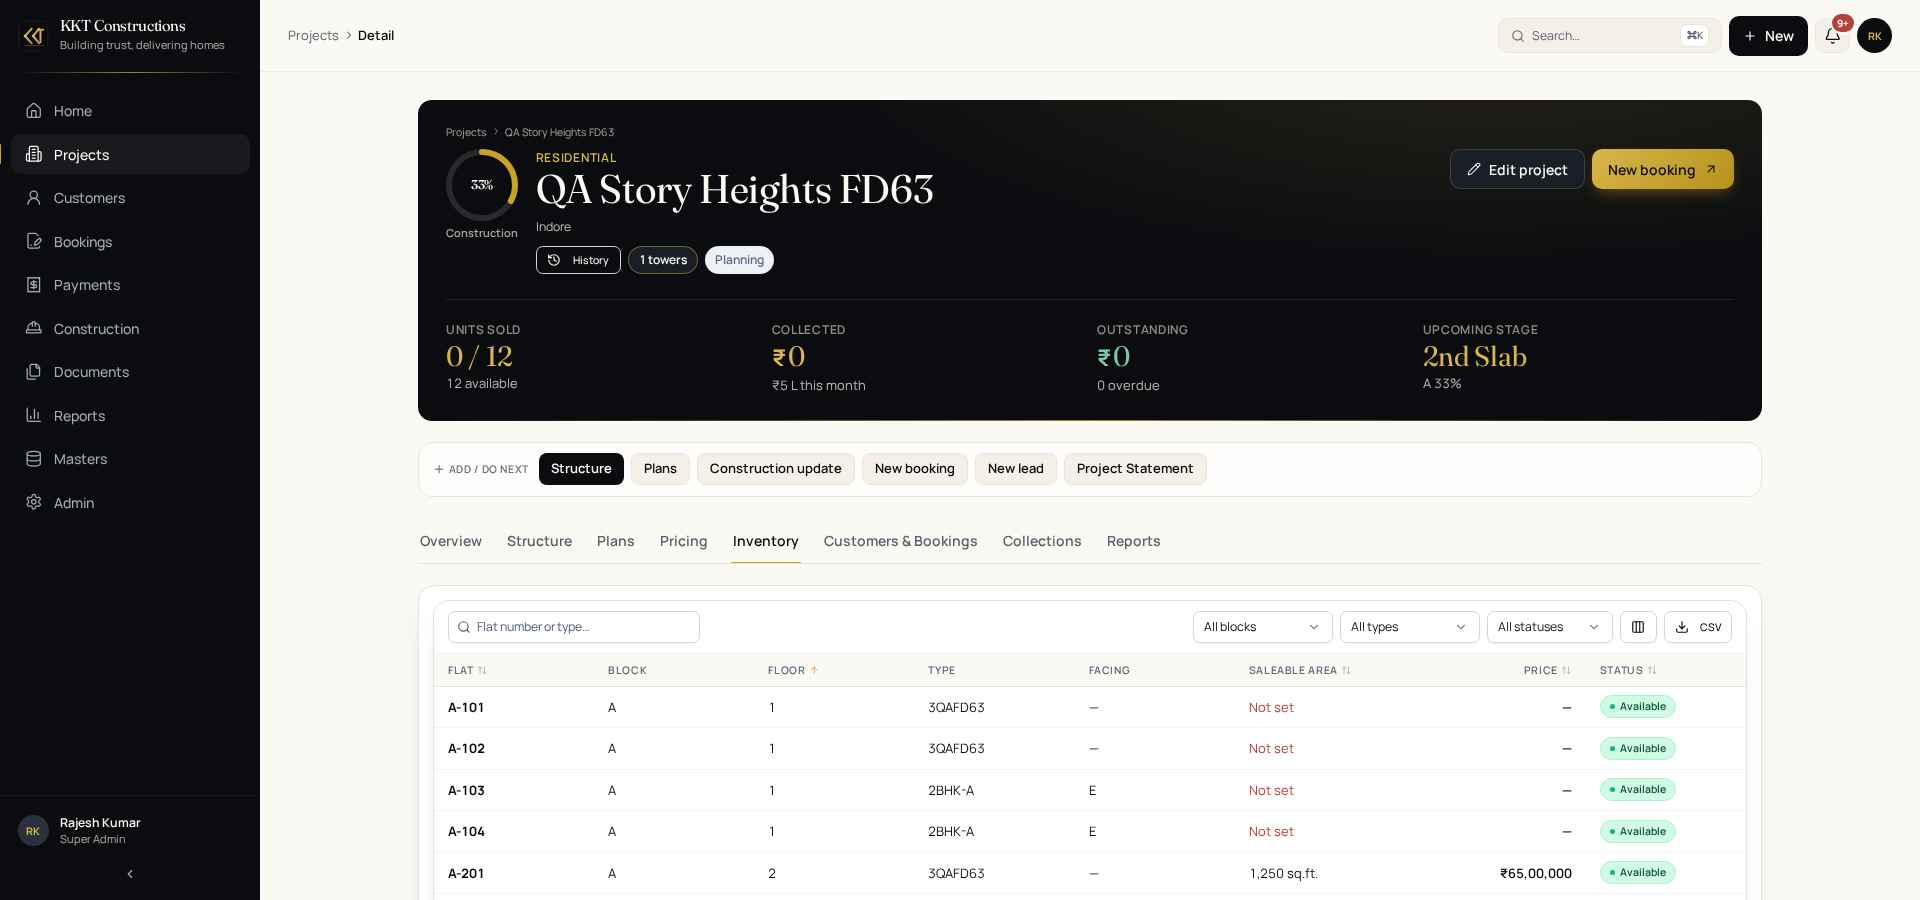 KKT Constructions
Building trust, delivering homes
Home
Projects
Customers
Bookings
Payments
Construction
Documents
Reports
Masters
Admin
RK
Rajesh Kumar
Super Admin
Projects > Detail
Search...
⌘K
+ New
9+
RK
Projects > QA Story Heights FD63
33%
Construction
RESIDENTIAL
QA Story Heights FD63
Indore
History
1 towers
Planning
Edit project
New booking
UNITS SOLD
0 / 12
12 available
COLLECTED
₹0
₹5 L this month
OUTSTANDING
₹0
0 overdue
UPCOMING STAGE
2nd Slab
A 33%
+ ADD / DO NEXT
Structure
Plans
Construction update
New booking
New lead
Project Statement
Overview
Structure
Plans
Pricing
Inventory
Customers & Bookings
Collections
Reports
Flat number or type...
All blocks
All types
All statuses
CSV
FLAT BLOCK FLOOR TYPE FACING SALEABLE AREA PRICE STATUS
A-101 A 1 3QAFD63 — Not set — Available
A-102 A 1 3QAFD63 — Not set — Available
A-103 A 1 2BHK-A E Not set — Available
A-104 A 1 2BHK-A E Not set — Available
A-201 A 2 3QAFD63 — 1,250 sq.ft. ₹65,00,000 Available